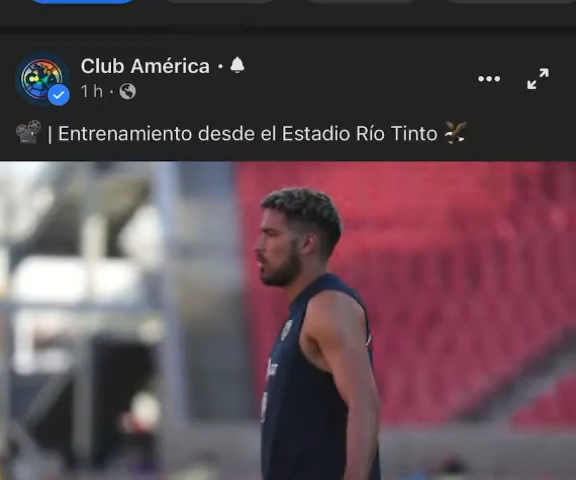 Club América ·
1 h ·
| Entrenamiento desde el Estadio Río Tinto